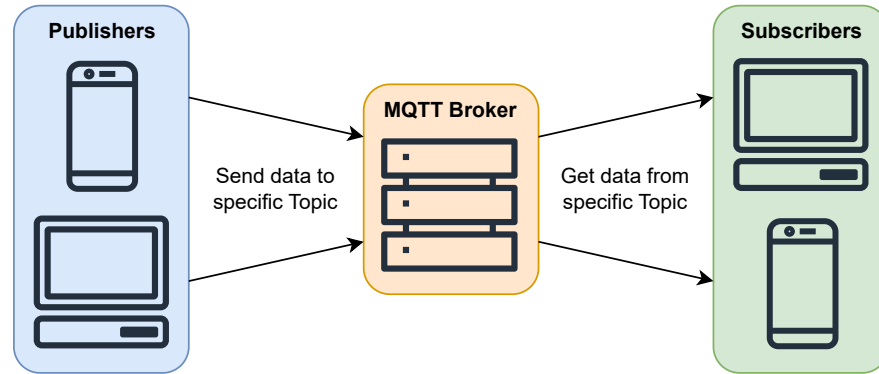 Publishers
Subscribers
MQTT Broker
Send data to
specific Topic
Get data from
specific Topic